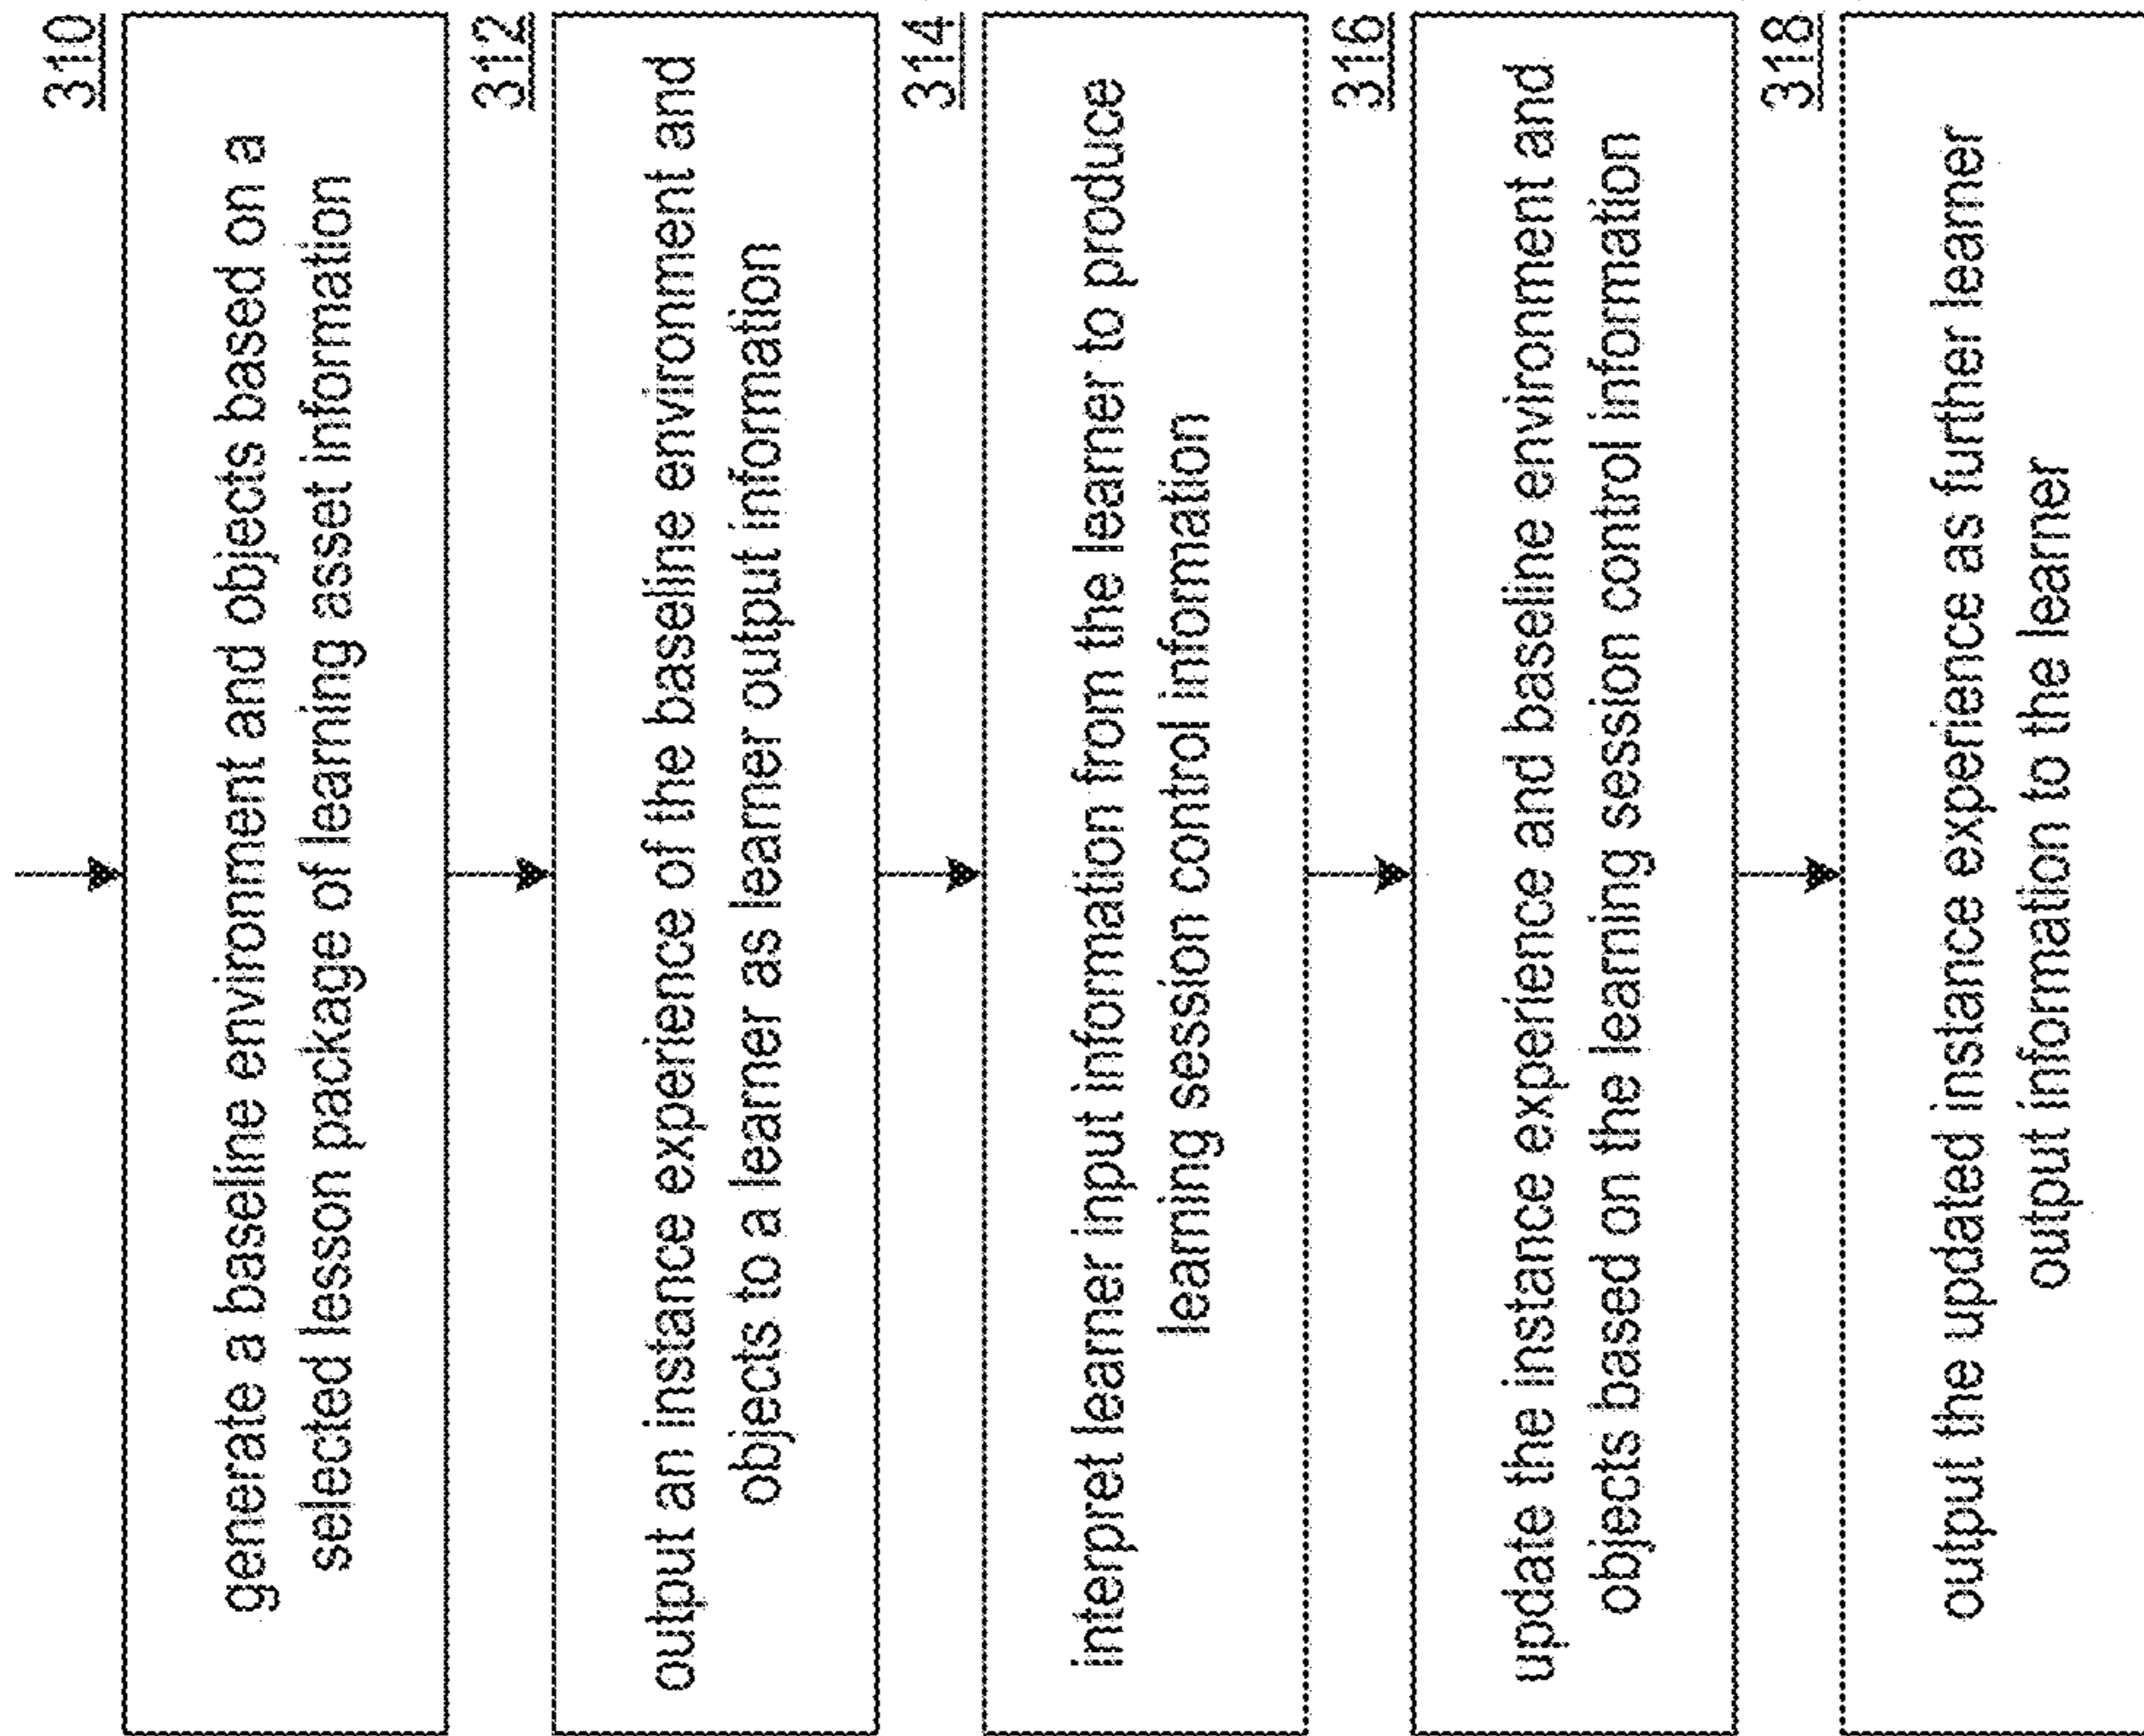 310
generate a baseline environment and objects based on a
selected lesson package of learning asset information
312
output an instance experience of the baseline environment and
objects to a learner as learner output information
314
interpret learner input information from the learner to produce
learning session control information
316
update the instance experience and baseline environment and
objects based on the learning session control information
318
output the updated instance experience as further learner
output information to the learner